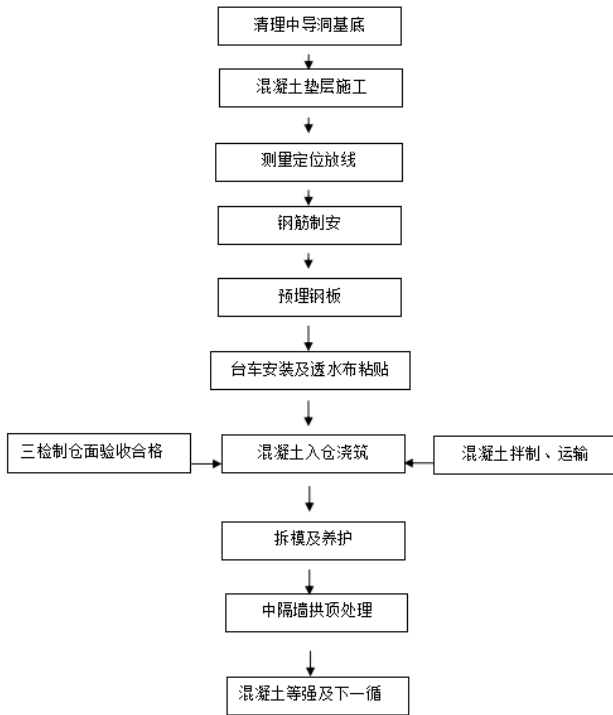 清理中导洞基底
混凝土垫层施工
测量定位放线
钢筋制安
预埋钢板
台车安装及透水布粘贴
三检制仓面验收合格
混凝土入仓浇筑
混凝土拌制、运输
拆模及养护
中隔墙拱顶处理
混凝土等强及下一循